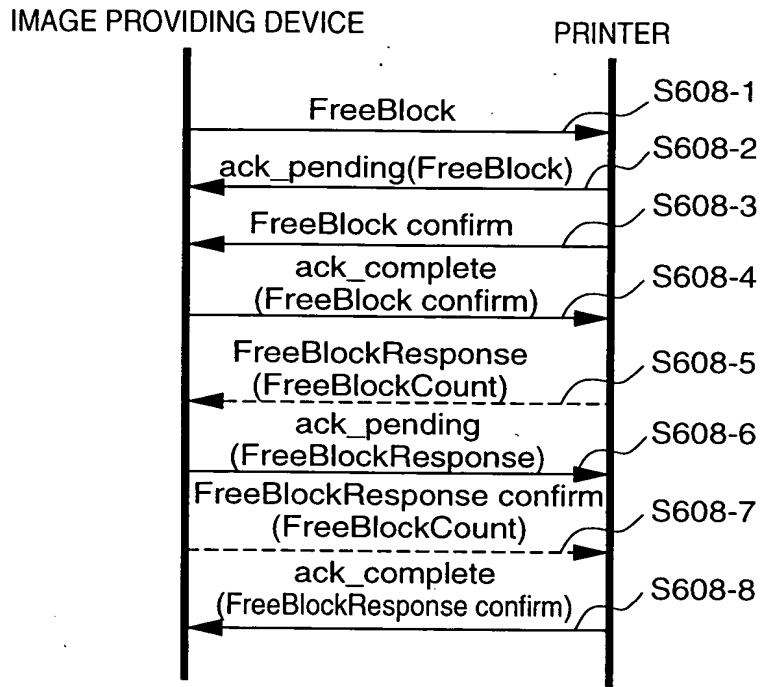 IMAGE PROVIDING DEVICE
PRINTER
FreeBlock
S608-1
ack_pending(FreeBlock)
S608-2
FreeBlock confirm
S608-3
ack_complete
(FreeBlock confirm)
S608-4
FreeBlockResponse
(FreeBlockCount)
S608-5
ack_pending
(FreeBlockResponse)
S608-6
FreeBlockResponse confirm
(FreeBlockCount)
S608-7
ack_complete
(FreeBlockResponse confirm)
S608-8